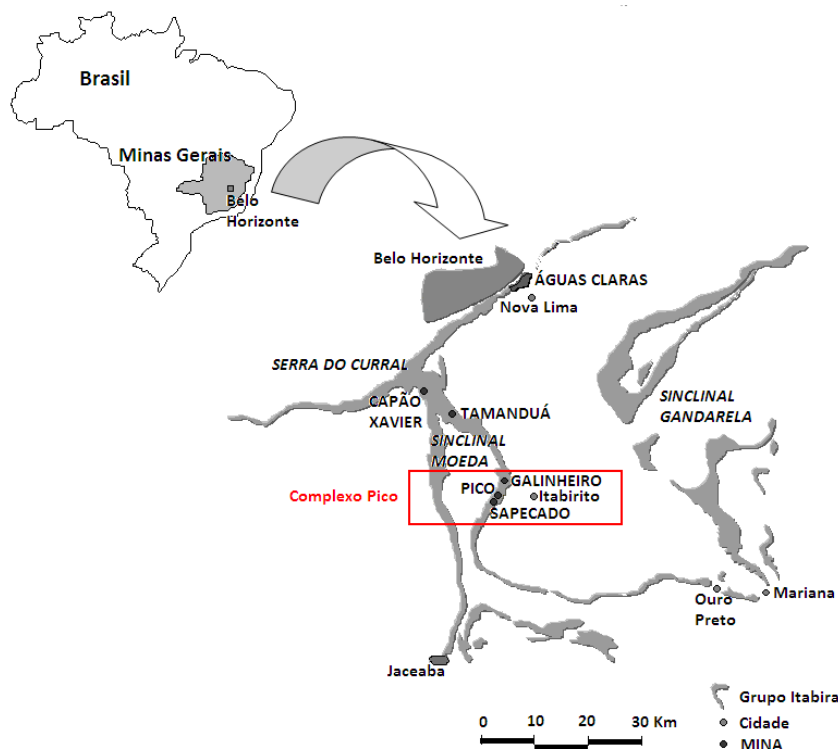 Brasil
Minas Gerais
Belo
Horizonte
Belo Horizonte
ÁGUAS CLARAS
Nova Lima
SERRA DO CURRAL
CAPÃO
XAVIER
TAMANDUÁ
SINCLINAL
GANDARELA
SINCLINAL
MOEDA
Complexo Pico
GALINHEIRO
PICO
Itabirito
SAPECADO
Ouro
Preto
Mariana
Jaceaba
0 10 20 30 Km
Grupo Itabira
Cidade
MINA